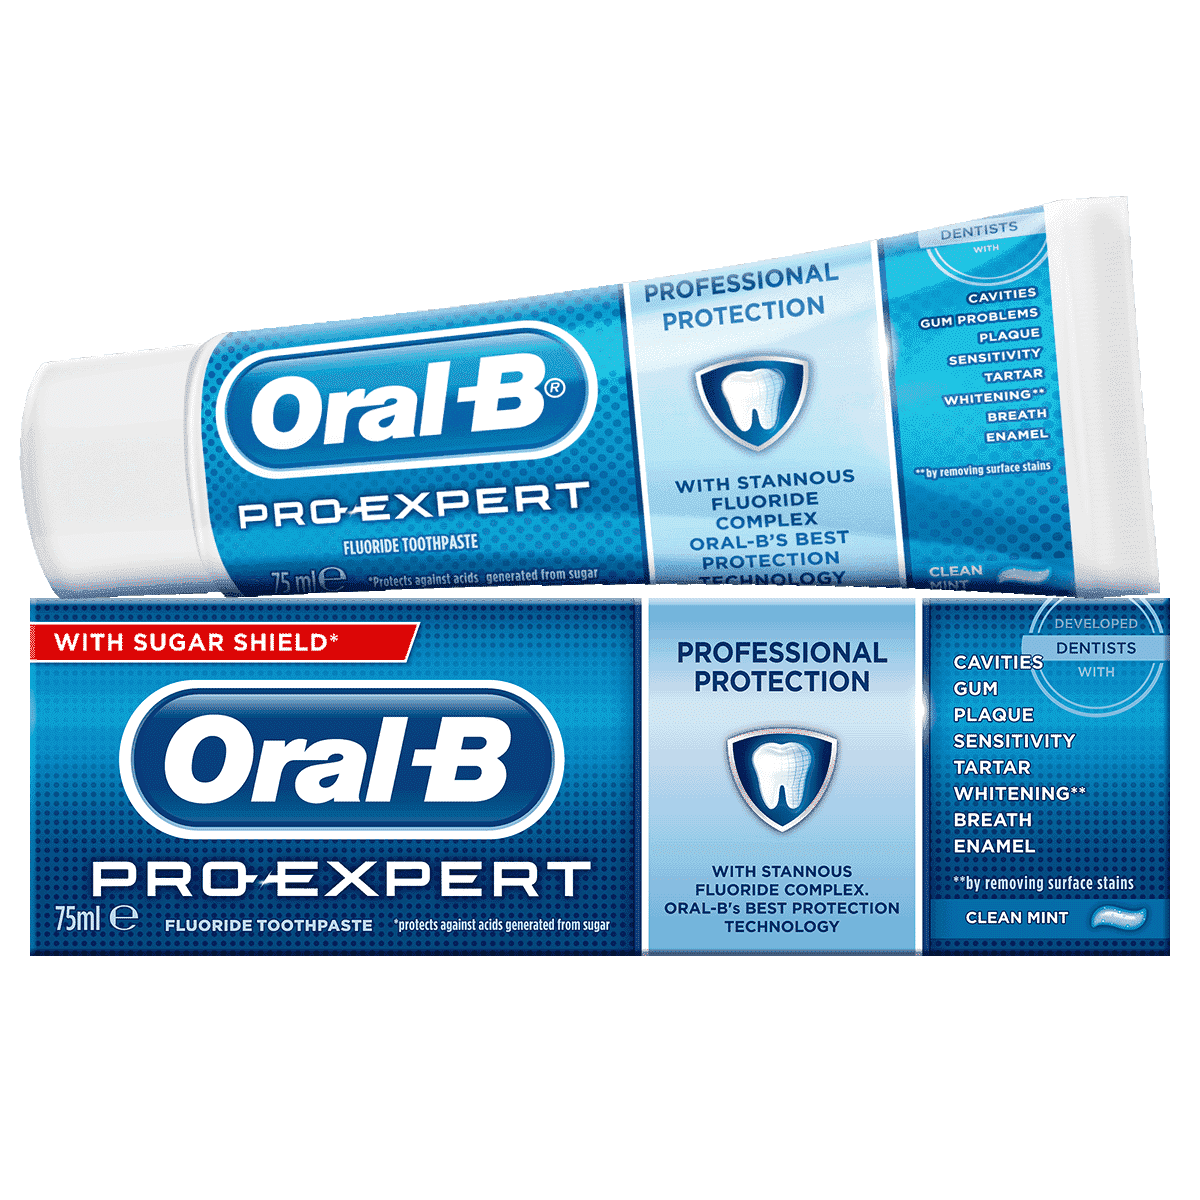 DENTISTS
WITH
PROFESSIONAL
PROTECTION
CAVITIES
GUM PROBLEMS
PLAQUE
SENSITIVITY
TARTAR
WHITENING**
BREATH
ENAMEL
**by removing surface stains
Oral-B®
PRO-EXPERT
FLUORIDE TOOTHPASTE
75 ml e
*Protects against acids generated from sugar
WITH STANNOUS
FLUORIDE
COMPLEX
ORAL-B'S BEST
PROTECTION
TECHNOLOGY
CLEAN
MINT
WITH SUGAR SHIELD*
Oral-B
PRO-EXPERT
75ml e
FLUORIDE TOOTHPASTE
*protects against acids generated from sugar
PROFESSIONAL
PROTECTION
WITH STANNOUS
FLUORIDE COMPLEX.
ORAL-B's BEST PROTECTION
TECHNOLOGY
DEVELOPED
DENTISTS
WITH
CAVITIES
GUM
PLAQUE
SENSITIVITY
TARTAR
WHITENING**
BREATH
ENAMEL
**by removing surface stains
CLEAN MINT